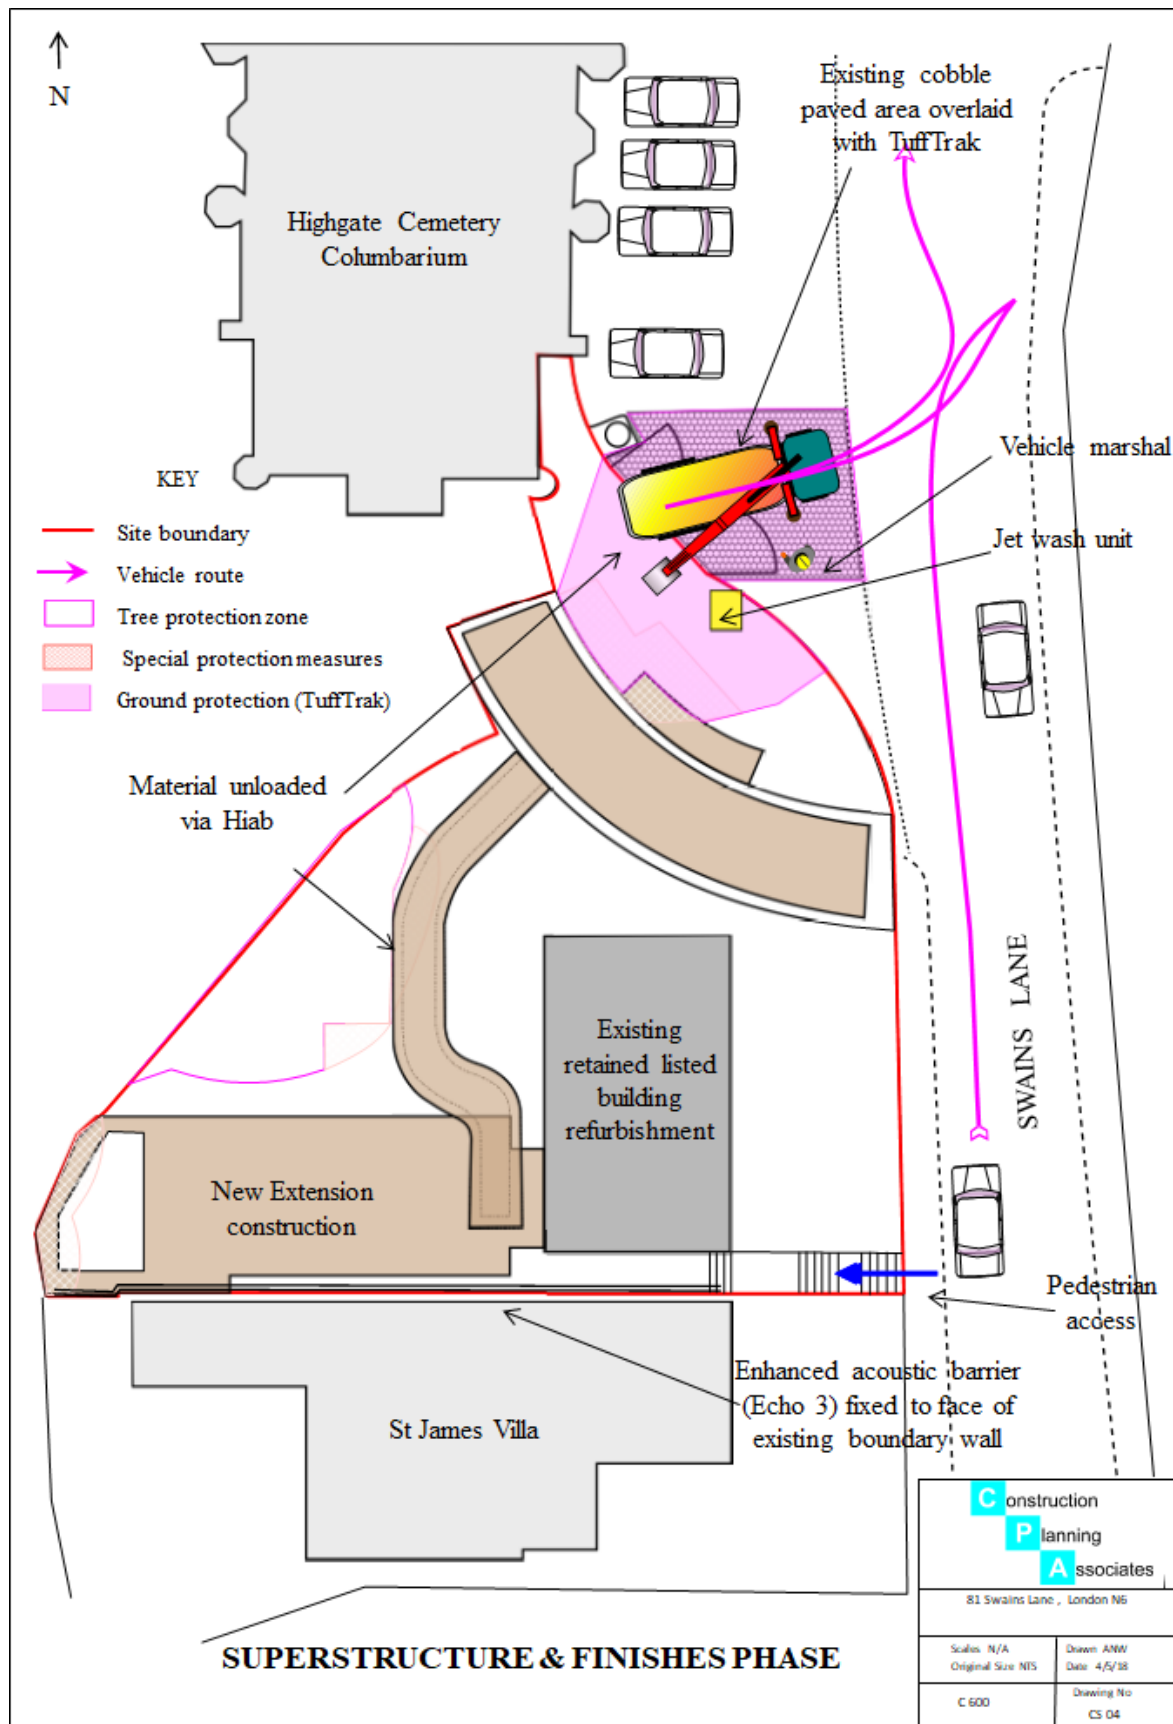 N
Existing cobble
paved area overlaid
with TuffTrak
Highgate Cemetery
Columbarium
Vehicle marshal
KEY
Site boundary
Vehicle route
Tree protection zone
Special protection measures
Ground protection (TuffTrak)
Jet wash unit
Material unloaded
via Hiab
SWAINS LANE
Existing
retained listed
building
refurbishment
New Extension
construction
Pedestrian
access
Enhanced acoustic barrier
(Echo 3) fixed to face of
existing boundary wall
St James Villa
Construction
Planning
Associates
81 Swains Lane , London N6
Scales N/A
Original Size NTS
Drawn ANW
Date 4/5/18
C 600
Drawing No
CS 04
SUPERSTRUCTURE & FINISHES PHASE